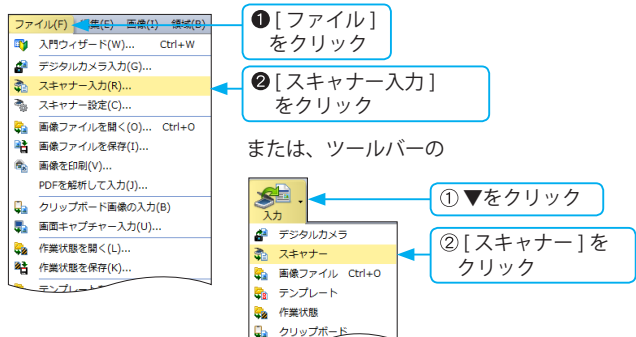 ファイル(F) 編集(E) 画像(I) 領域(B)
入門ウィザード(W)... Ctrl+W
デジタルカメラ入力(G)...
スキャナー入力(R)...
スキャナー設定(C)...
画像ファイルを開く(O)... Ctrl+O
画像ファイルを保存(I)...
画像を印刷(V)...
PDFを解析して入力(J)...
クリップボード画像の入力(B)
画面キャプチャー入力(U)...
作業状態を開く(L)...
作業状態を保存(K)...
❶ [ ファイル ]
をクリック
❷ [ スキャナー入力 ]
をクリック
または、ツールバーの
入力
デジタルカメラ
スキャナー
画像ファイル Ctrl+O
テンプレート
作業状態
クリップボード
① ▼をクリック
② [ スキャナー ] を
クリック